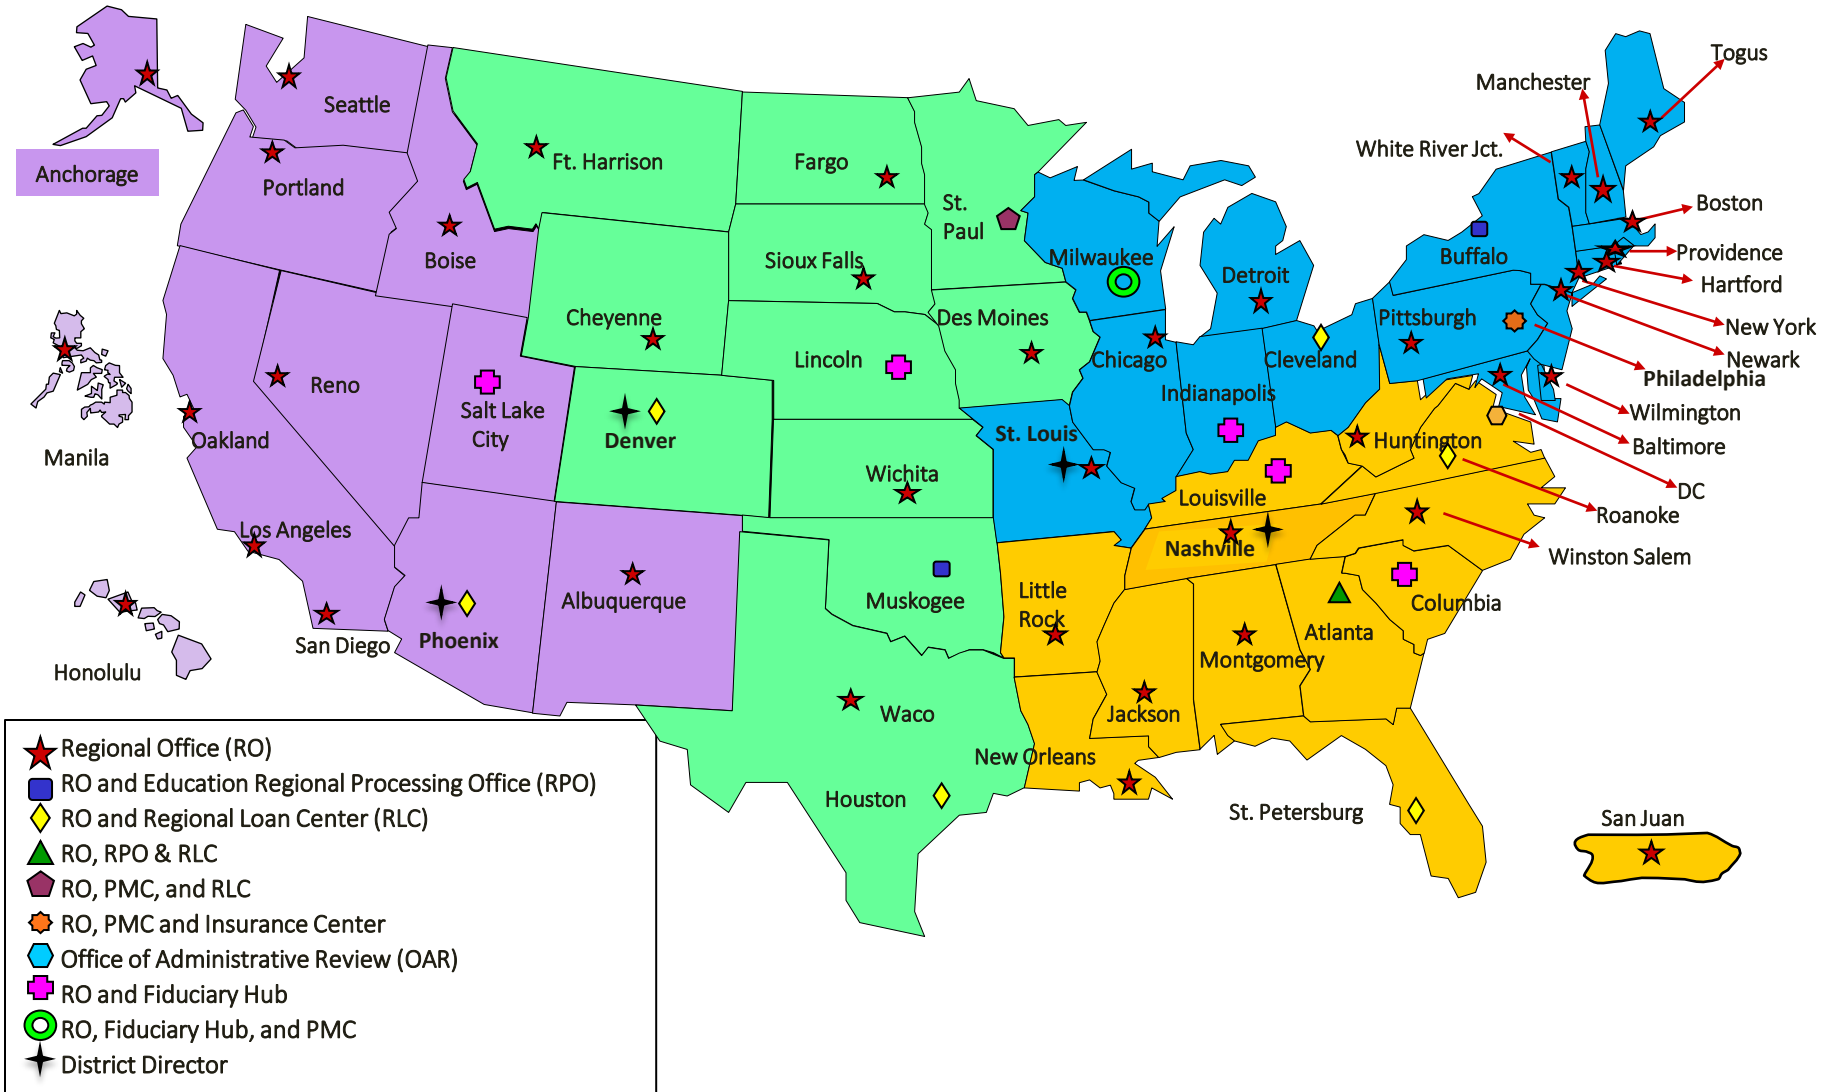 Togus
Manchester
Seattle
White River Jct.
Ft. Harrison
Fargo
Anchorage
Portland
St.
Paul
Boston
Boise
Sioux Falls
Milwaukee
Buffalo
Providence
Detroit
Hartford
Cheyenne
Des Moines
Pittsburgh
New York
Lincoln
Chicago
Cleveland
Newark
Reno
Indianapolis
Philadelphia
Salt Lake
City
Wilmington
Oakland
Denver
St. Louis
Huntington
Baltimore
Manila
Wichita
Louisville
DC
Roanoke
Los Angeles
Nashville
Winston Salem
Albuquerque
Muskogee
Little
Rock
Columbia
San Diego
Phoenix
Atlanta
Honolulu
Montgomery
Waco
Jackson
New Orleans
Houston
St. Petersburg
San Juan
Regional Office (RO)
RO and Education Regional Processing Office (RPO)
RO and Regional Loan Center (RLC)
RO, RPO & RLC
RO, PMC, and RLC
RO, PMC and Insurance Center
Office of Administrative Review (OAR)
RO and Fiduciary Hub
RO, Fiduciary Hub, and PMC
District Director